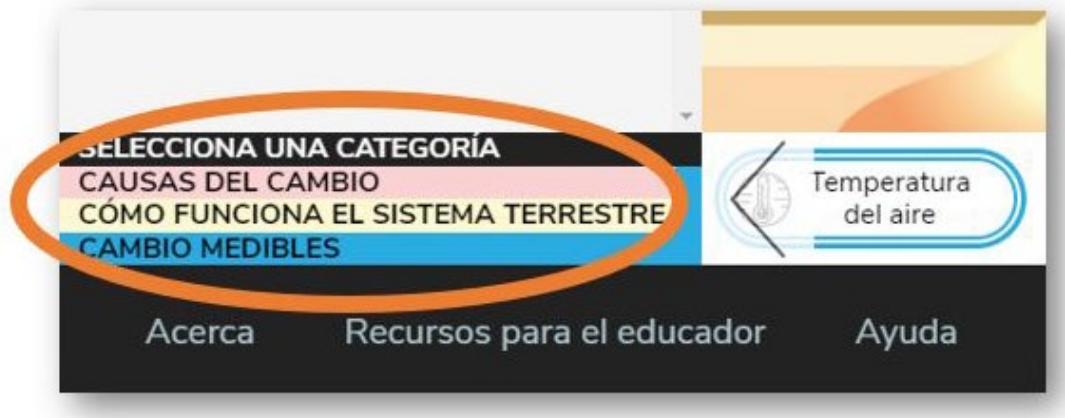 SELECCIONA UNA CATEGORÍA
CAUSAS DEL CAMBIO
CÓMO FUNCIONA EL SISTEMA TERRESTRE
CAMBIO MEDIBLES
Temperatura
del aire
Acerca Recursos para el educador Ayuda